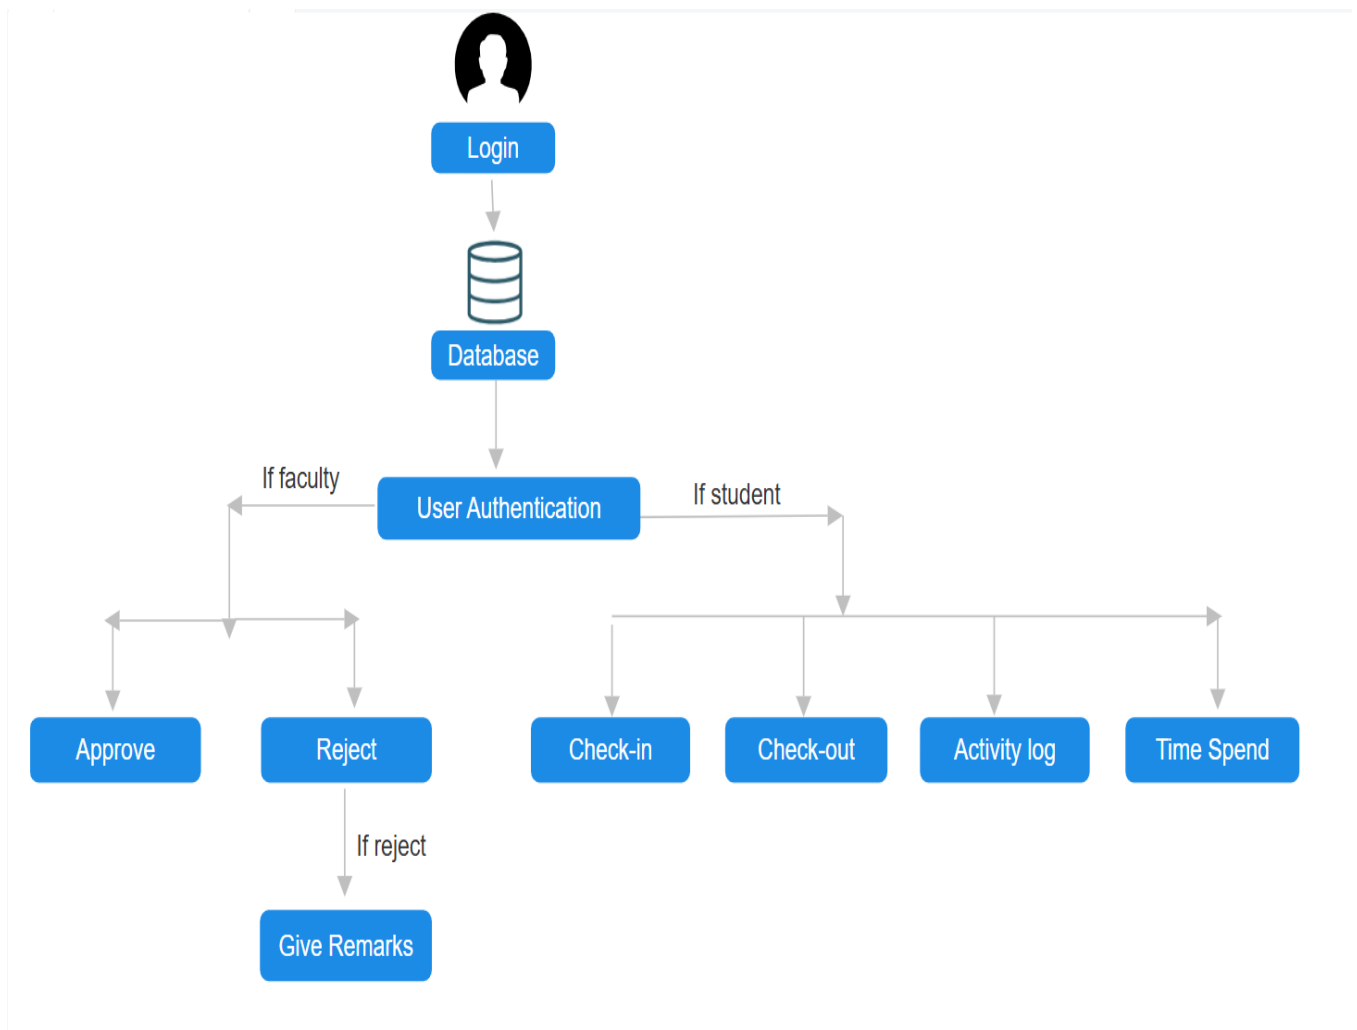 Login
Database
If faculty
User Authentication
If student
Approve
Reject
Check-in
Check-out
Activity log
Time Spend
If reject
Give Remarks